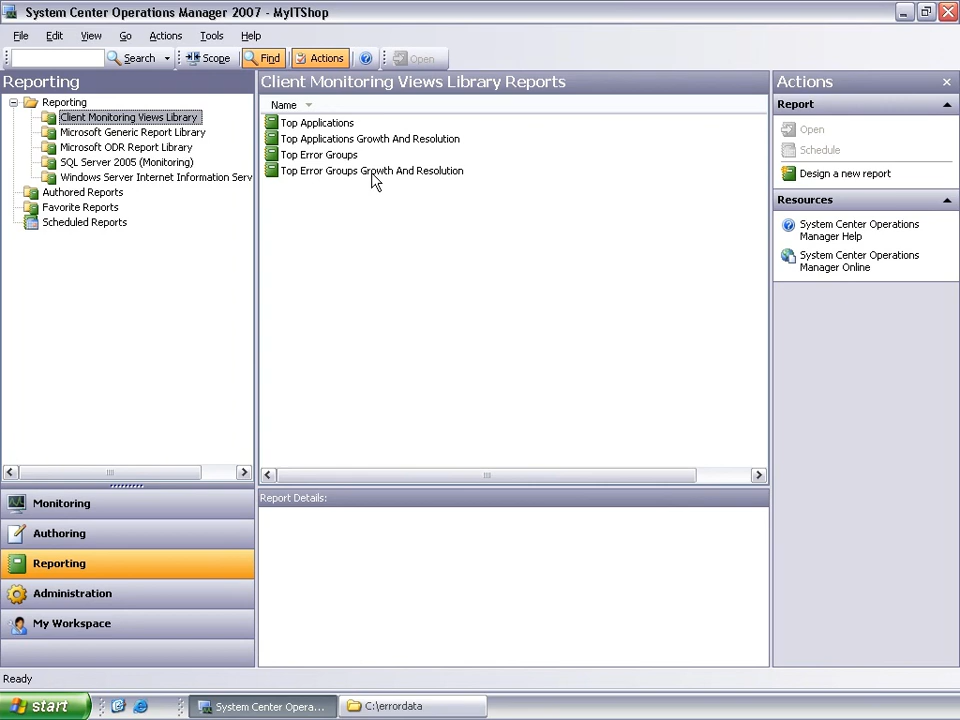 System Center Operations Manager 2007 - MyITShop
File Edit View Go Actions Tools Help
Search Scope Find Actions Open
Reporting
Reporting
Client Monitoring Views Library
Microsoft Generic Report Library
Microsoft ODR Report Library
SQL Server 2005 (Monitoring)
Windows Server Internet Information Serv
Authored Reports
Favorite Reports
Scheduled Reports
Monitoring
Authoring
Reporting
Administration
My Workspace
Client Monitoring Views Library Reports
Name
Top Applications
Top Applications Growth And Resolution
Top Error Groups
Top Error Groups Growth And Resolution
Report Details:
Actions
Report
Open
Schedule
Design a new report
Resources
System Center Operations
Manager Help
System Center Operations
Manager Online
Ready
start
System Center Opera...
C:\errordata